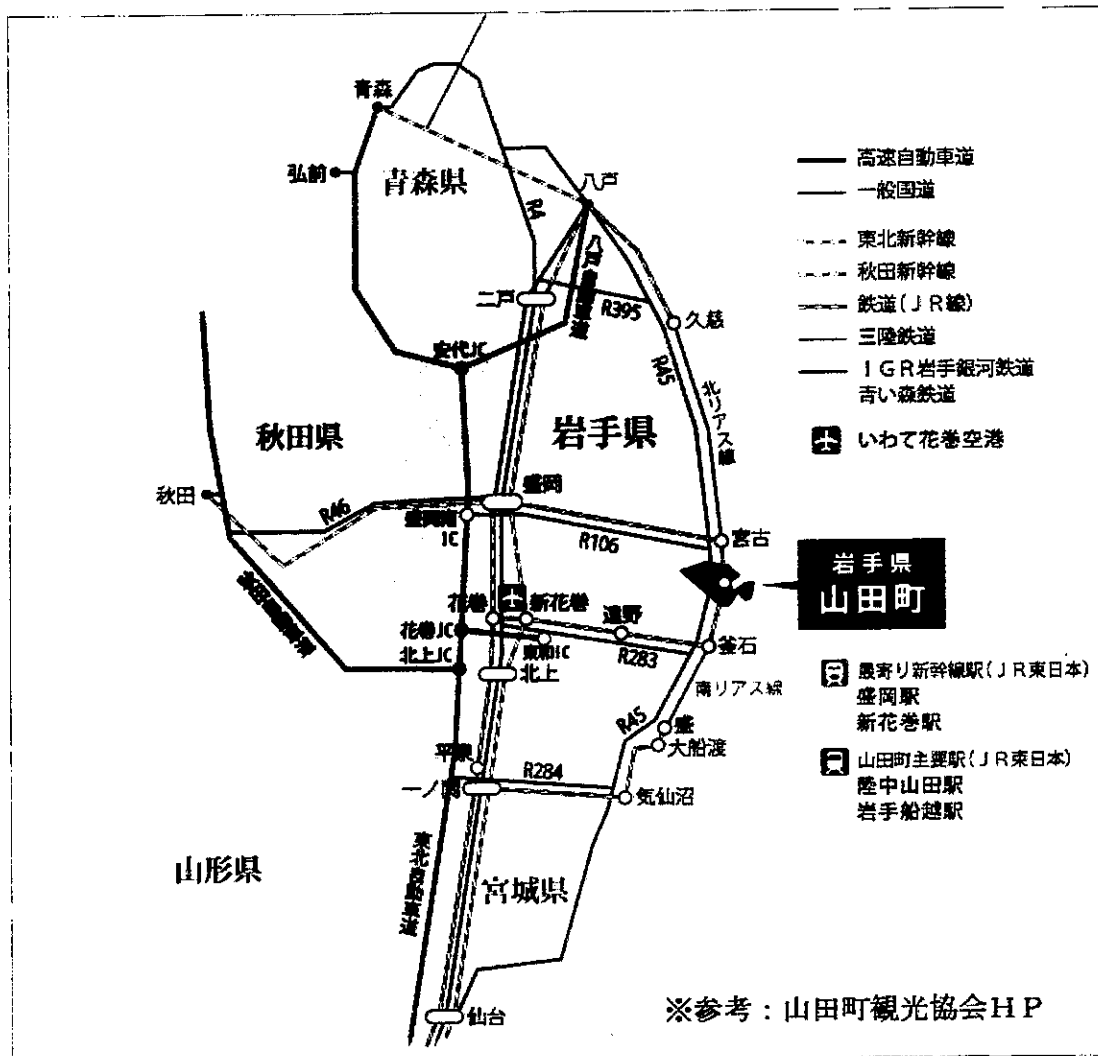 青森
弘前
青森県
八戸
R4
八戸自動車道
二戸
R395
久慈
安代JC
R45
北リアス線
秋田県
岩手県
盛岡
秋田
R46
盛岡南
IC
R106
宮古
花巻
新花巻
遠野
花巻JC
東和IC
R283
釜石
北上JC
北上
南リアス線
R45
盛
大船渡
平泉
R284
一ノ関
気仙沼
山形県
宮城県
仙台
高速自動車道
一般国道
東北新幹線
秋田新幹線
鉄道(JR線)
三陸鉄道
IGR岩手銀河鉄道
青い森鉄道
いわて花巻空港
岩手県
山田町
最寄り新幹線駅(JR東日本)
盛岡駅
新花巻駅
山田町主要駅(JR東日本)
陸中山田駅
岩手船越駅
※参考:山田町観光協会HP